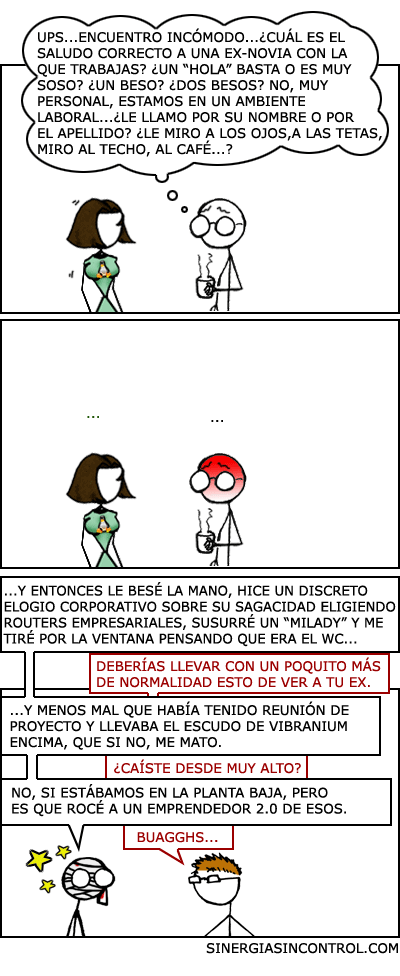 UPS...ENCUENTRO INCÓMODO...¿CUÁL ES EL
SALUDO CORRECTO A UNA EX-NOVIA CON LA
QUE TRABAJAS? ¿UN “HOLA” BASTA O ES MUY
SOSO? ¿UN BESO? ¿DOS BESOS? NO, MUY
PERSONAL, ESTAMOS EN UN AMBIENTE
LABORAL...¿LE LLAMO POR SU NOMBRE O POR
EL APELLIDO? ¿LE MIRO A LOS OJOS,A LAS TETAS,
MIRO AL TECHO, AL CAFÉ...?
...
...
...Y ENTONCES LE BESÉ LA MANO, HICE UN DISCRETO
ELOGIO CORPORATIVO SOBRE SU SAGACIDAD ELIGIENDO
ROUTERS EMPRESARIALES, SUSURRÉ UN “MILADY” Y ME
TIRÉ POR LA VENTANA PENSANDO QUE ERA EL WC...
DEBERÍAS LLEVAR CON UN POQUITO MÁS
DE NORMALIDAD ESTO DE VER A TU EX.
...Y MENOS MAL QUE HABÍA TENIDO REUNIÓN DE
PROYECTO Y LLEVABA EL ESCUDO DE VIBRANIUM
ENCIMA, QUE SI NO, ME MATO.
¿CAÍSTE DESDE MUY ALTO?
NO, SI ESTÁBAMOS EN LA PLANTA BAJA, PERO
ES QUE ROCÉ A UN EMPRENDEDOR 2.0 DE ESOS.
BUAGGHS...
SINERGIASINCONTROL.COM